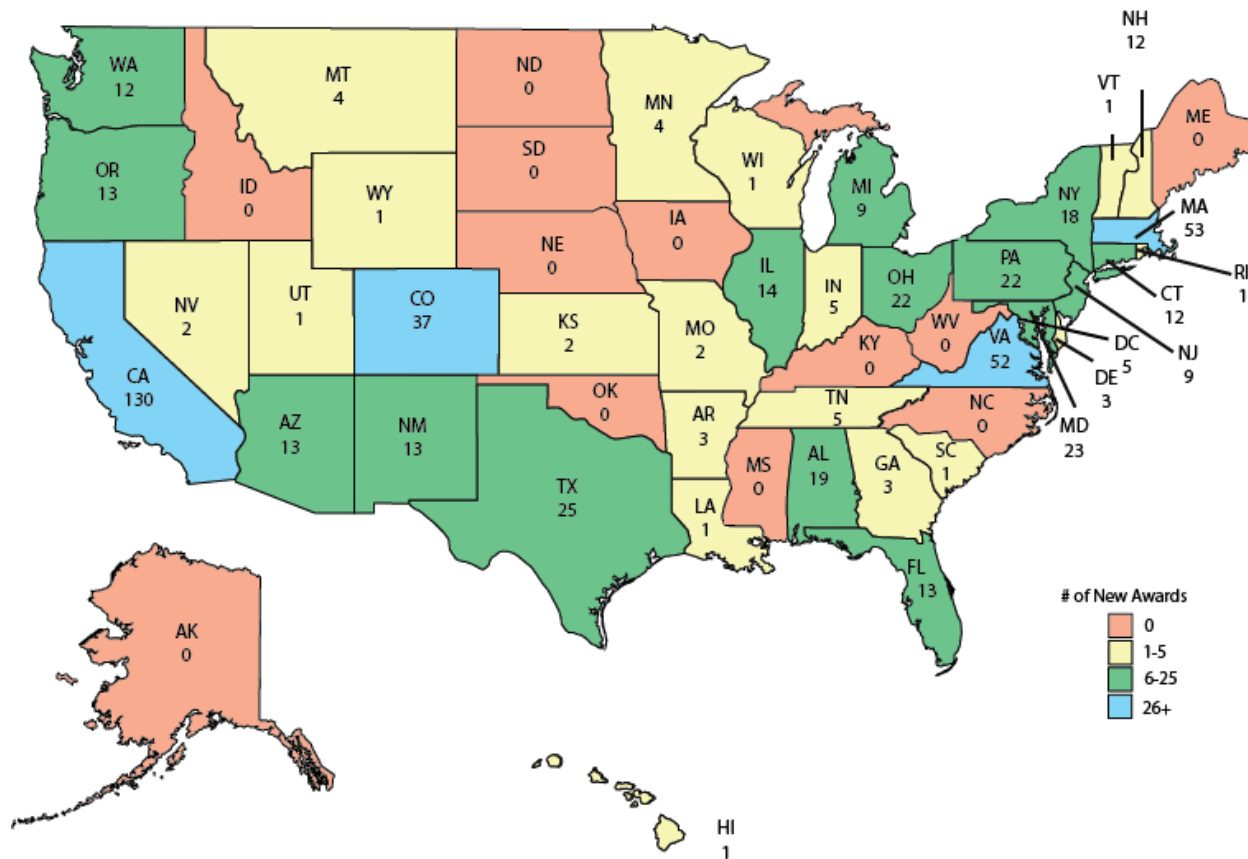 NH
12
VT
1
WA
12
MT
4
ND
0
MN
4
ME
0
OR
13
ID
0
SD
0
WI
1
MI
9
NY
18
MA
53
WY
1
IA
0
NE
0
PA
22
RI
1
NV
2
UT
1
CO
37
IL
14
IN
5
OH
22
CT
12
KS
2
MO
2
WV
0
KY
0
VA
52
DC
5
NJ
9
DE
3
CA
130
AZ
13
NM
13
OK
0
AR
3
TN
5
NC
0
MD
23
MS
0
AL
19
GA
3
SC
1
TX
25
LA
1
FL
13
# of New Awards
0
1-5
6-25
26+
AK
0
HI
1